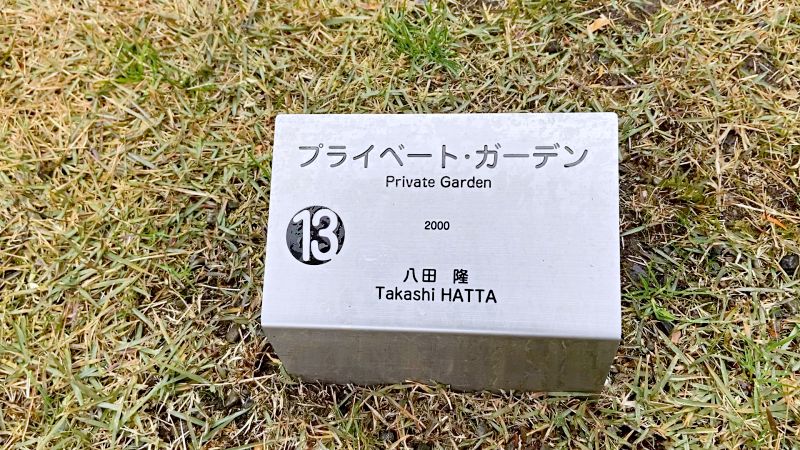 プライベート・ガーデン
Private Garden
13
2000
八田 隆
Takashi HATTA